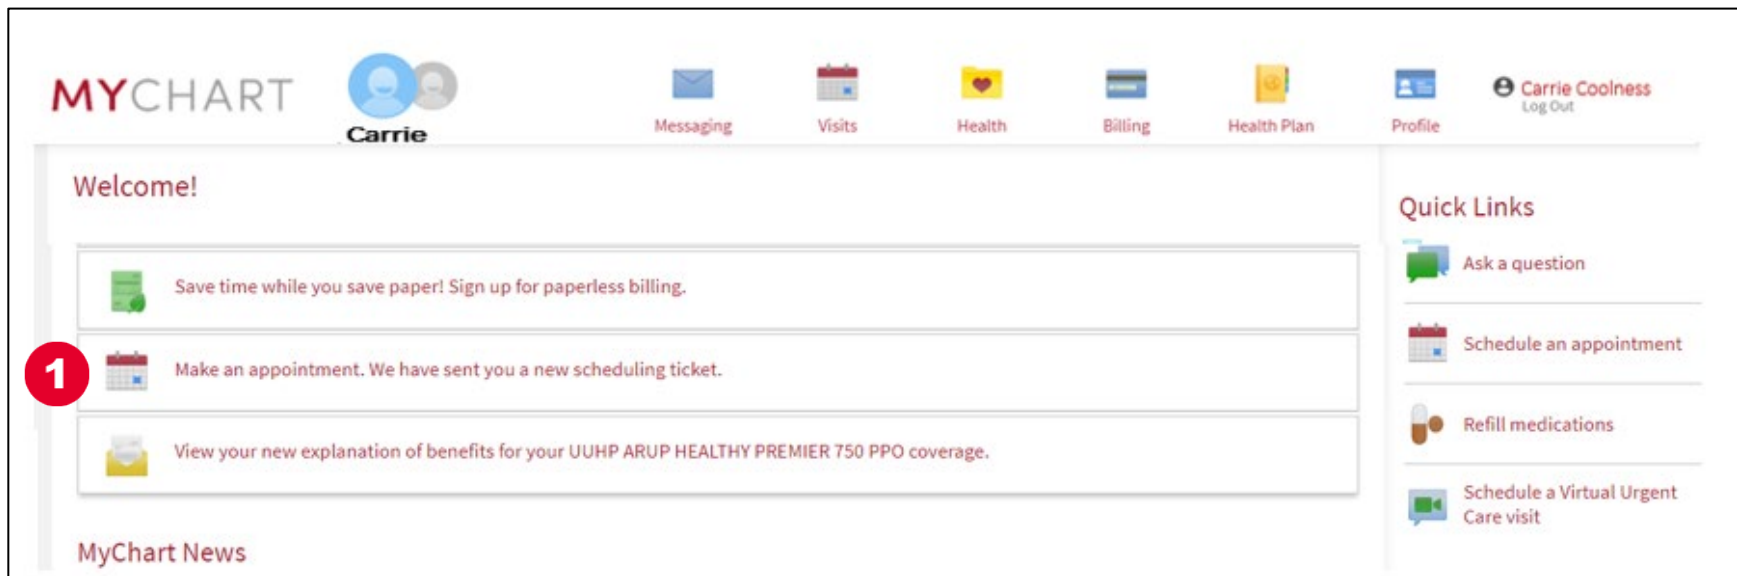 MYCHART
Carrie
Messaging
Visits
Health
Billing
Health Plan
Profile
Carrie Coolness
Log Out
Welcome!
Save time while you save paper! Sign up for paperless billing.
1
Make an appointment. We have sent you a new scheduling ticket.
View your new explanation of benefits for your UUHP ARUP HEALTHY PREMIER 750 PPO coverage.
MyChart News
Quick Links
Ask a question
Schedule an appointment
Refill medications
Schedule a Virtual Urgent
Care visit